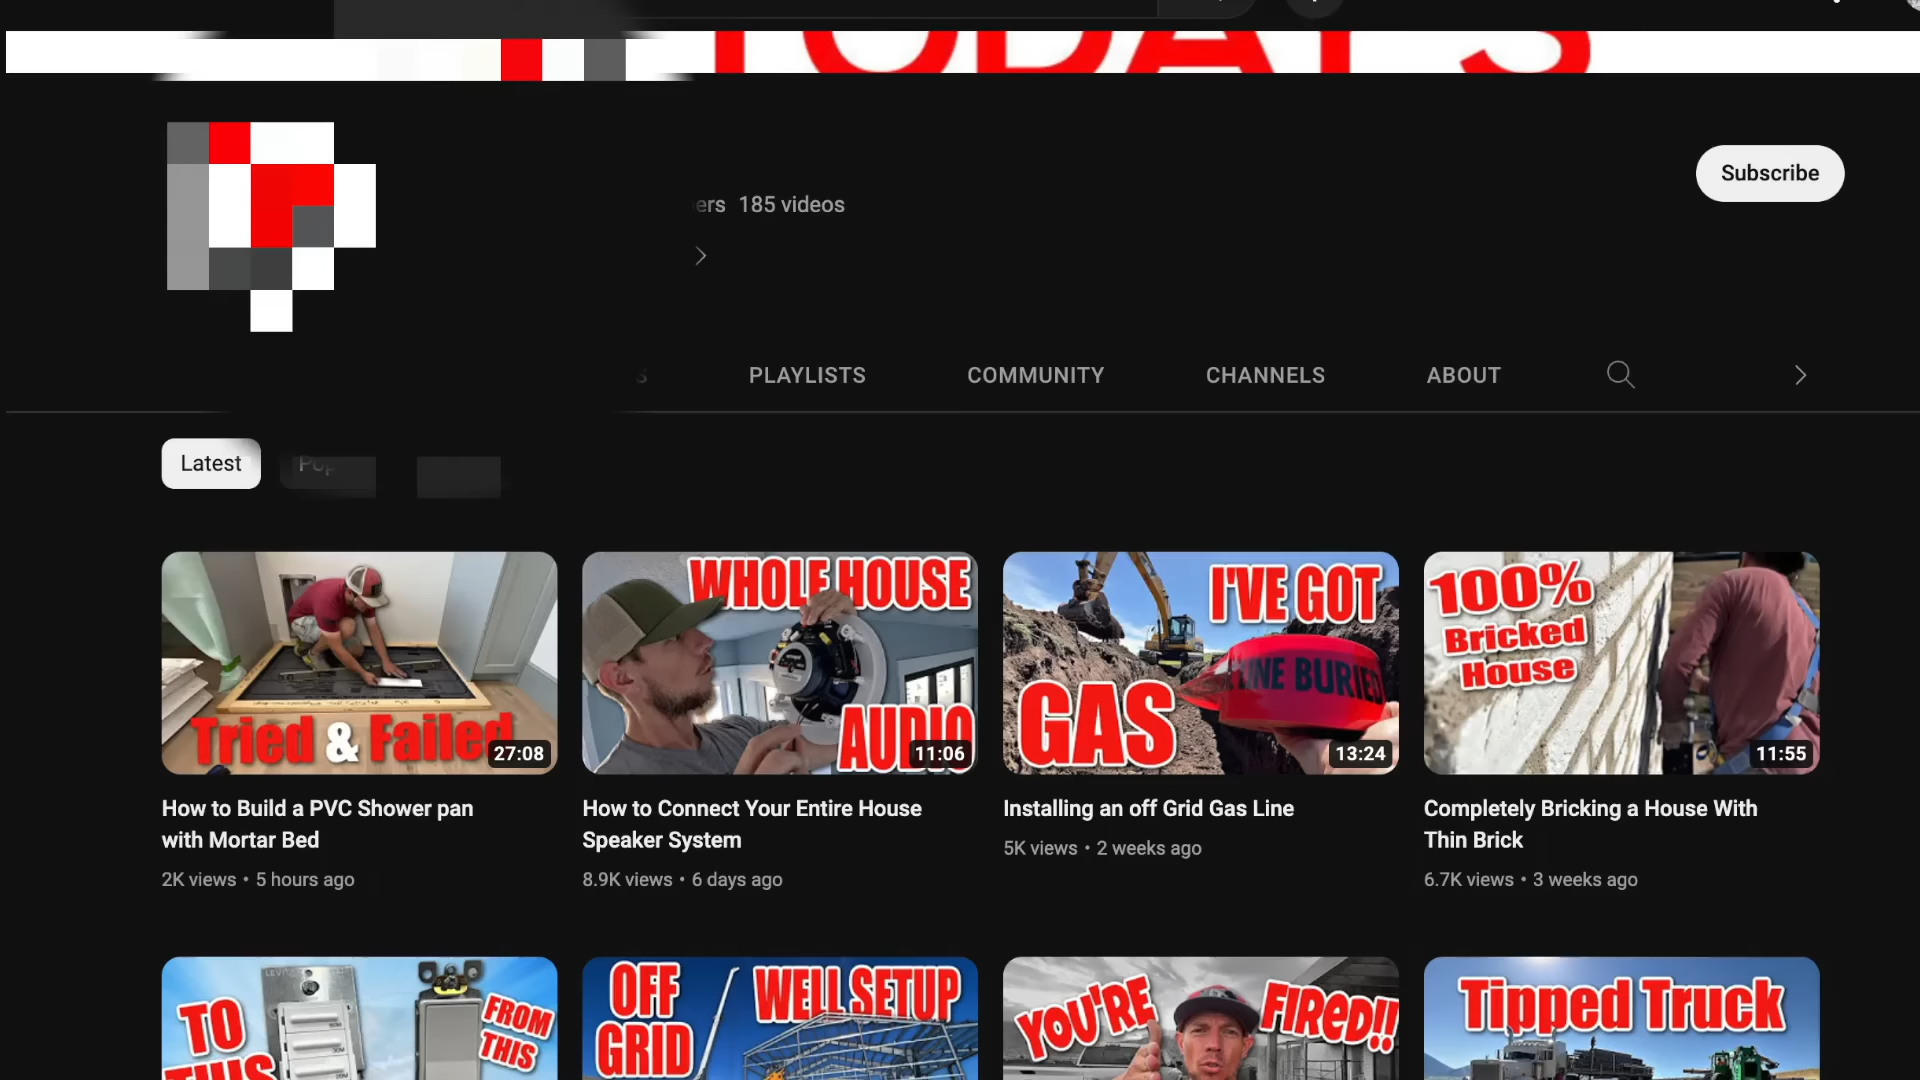 TODAY'S
185 videos
Subscribe
PLAYLISTS COMMUNITY CHANNELS ABOUT
Latest
Tried & Failed
27:08
WHOLE HOUSE
AUDIO
11:06
I'VE GOT
LINE BURIED
GAS
13:24
100%
Bricked
House
11:55
How to Build a PVC Shower pan
with Mortar Bed
2K views • 5 hours ago
How to Connect Your Entire House
Speaker System
8.9K views • 6 days ago
Installing an off Grid Gas Line
5K views • 2 weeks ago
Completely Bricking a House With
Thin Brick
6.7K views • 3 weeks ago
TO
THIS
FROM
THIS
OFF
GRID
WELL SETUP
YOU'RE
FIRED!!
Tipped Truck